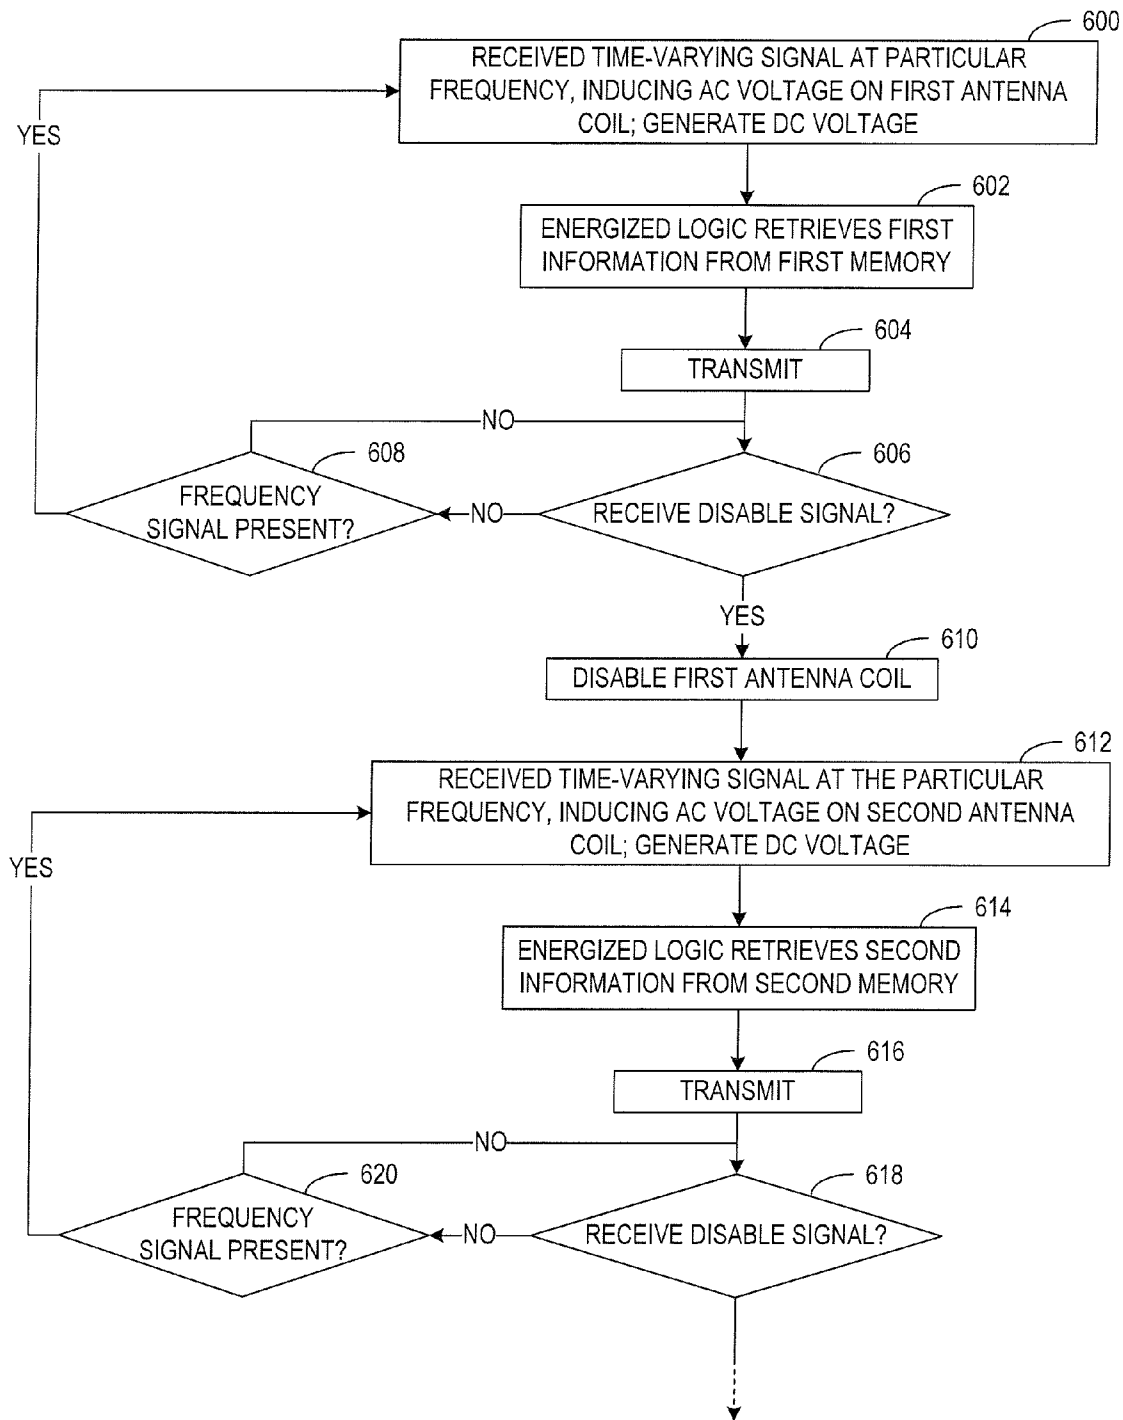 600
RECEIVED TIME-VARYING SIGNAL AT PARTICULAR
FREQUENCY, INDUCING AC VOLTAGE ON FIRST ANTENNA
COIL; GENERATE DC VOLTAGE
YES
602
ENERGIZED LOGIC RETRIEVES FIRST
INFORMATION FROM FIRST MEMORY
604
TRANSMIT
NO
608
606
FREQUENCY
SIGNAL PRESENT?
NO
RECEIVE DISABLE SIGNAL?
YES
610
DISABLE FIRST ANTENNA COIL
612
RECEIVED TIME-VARYING SIGNAL AT THE PARTICULAR
FREQUENCY, INDUCING AC VOLTAGE ON SECOND ANTENNA
COIL; GENERATE DC VOLTAGE
YES
614
ENERGIZED LOGIC RETRIEVES SECOND
INFORMATION FROM SECOND MEMORY
616
TRANSMIT
NO
620
618
FREQUENCY
SIGNAL PRESENT?
NO
RECEIVE DISABLE SIGNAL?